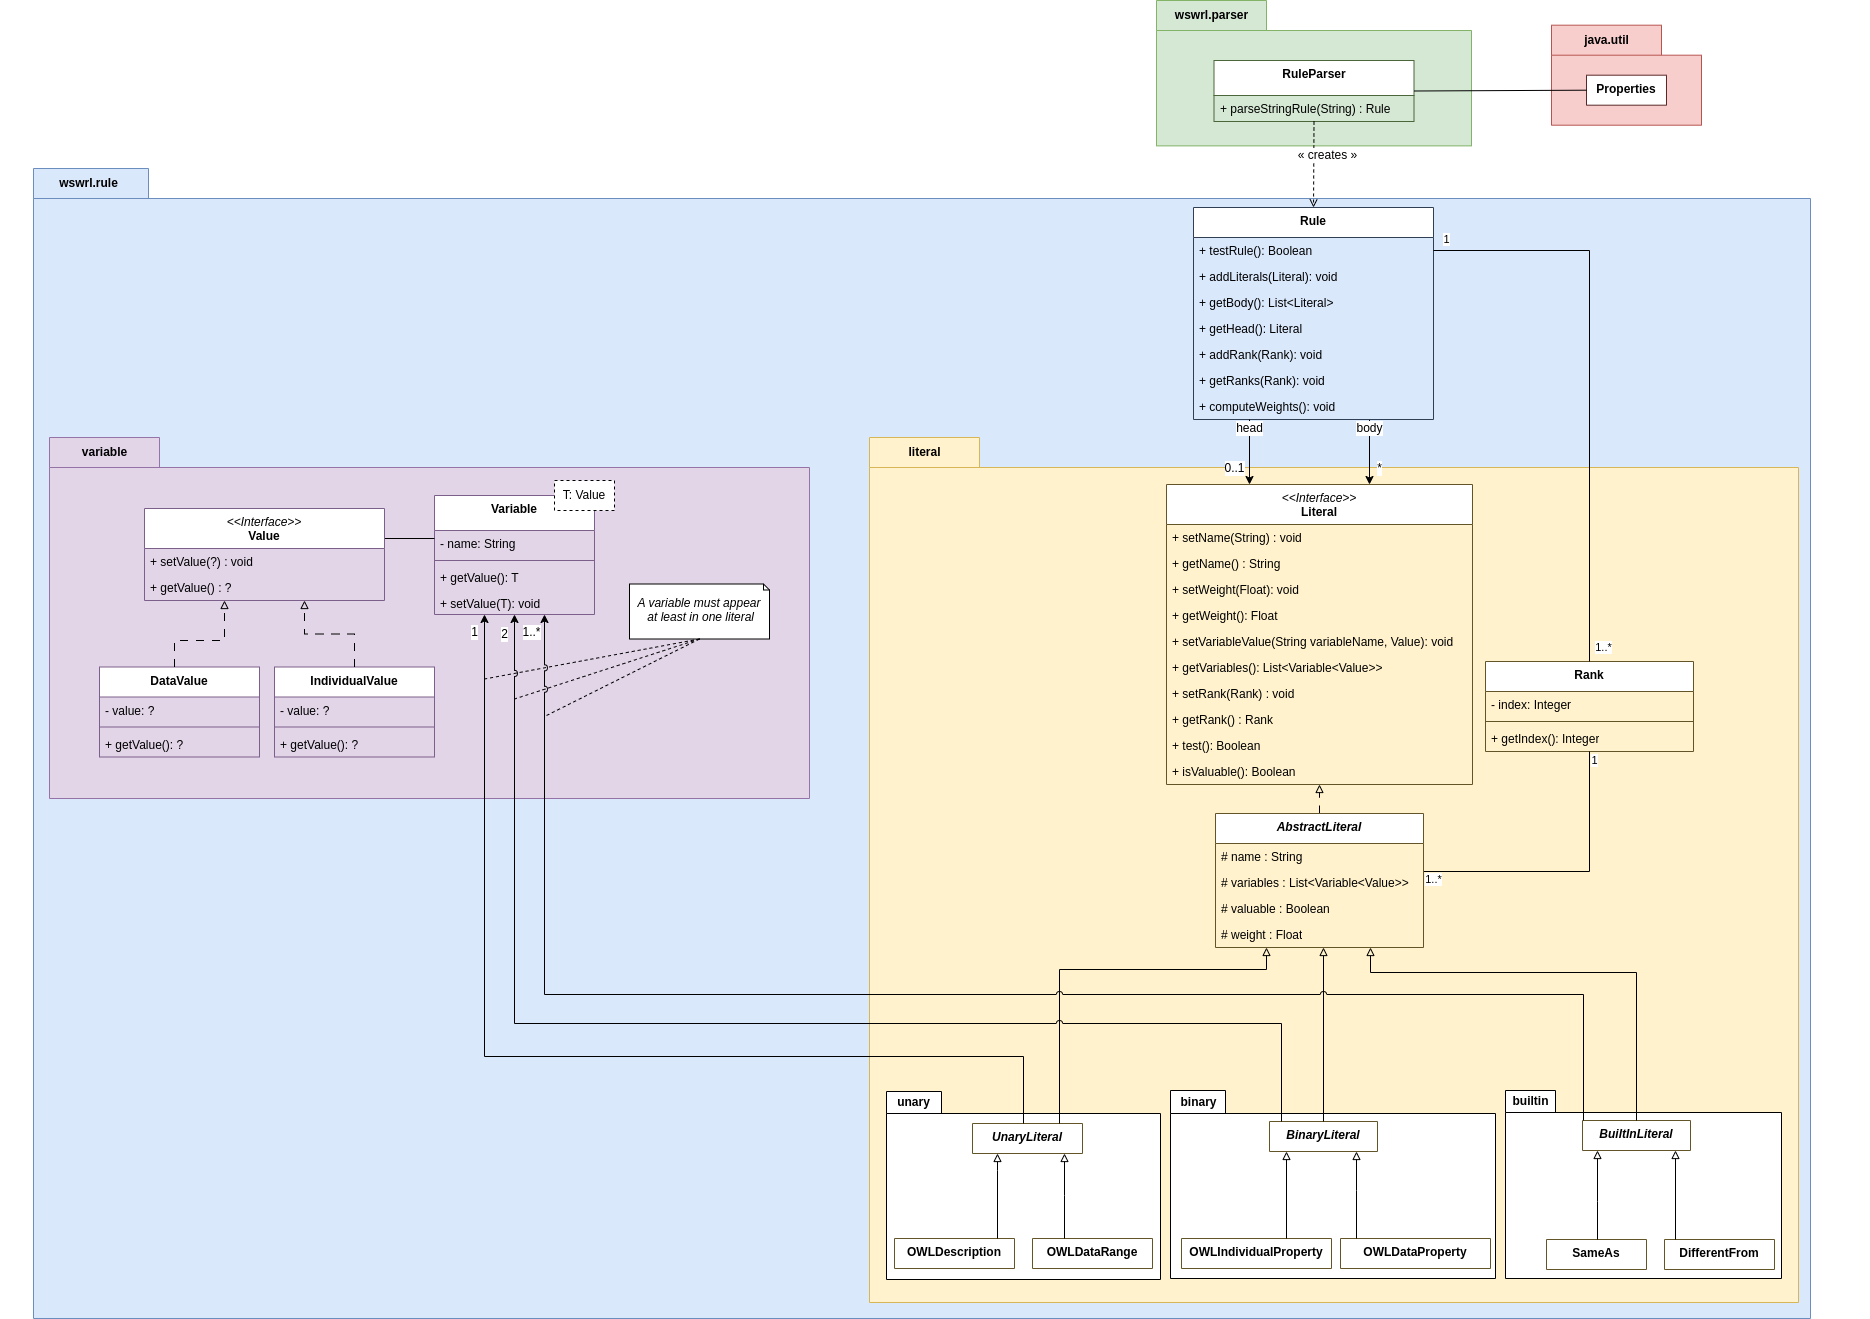 wswrl.parser
java.util
RuleParser
+ parseStringRule(String) : Rule
Properties
« creates »
wswrl.rule
Rule
+ testRule(): Boolean
+ addLiterals(Literal): void
+ getBody(): List<Literal>
+ getHead(): Literal
+ addRank(Rank): void
+ getRanks(Rank): void
+ computeWeights(): void
1
head
body
0..1
*
variable
T: Value
<<Interface>>
Value
+ setValue(?) : void
+ getValue() : ?
Variable
- name: String
+ getValue(): T
+ setValue(T): void
A variable must appear
at least in one literal
1
2
1..*
DataValue
- value: ?
+ getValue(): ?
IndividualValue
- value: ?
+ getValue(): ?
literal
<<Interface>>
Literal
+ setName(String) : void
+ getName() : String
+ setWeight(Float): void
+ getWeight(): Float
+ setVariableValue(String variableName, Value): void
+ getVariables(): List<Variable<Value>>
+ setRank(Rank) : void
+ getRank() : Rank
+ test(): Boolean
+ isValuable(): Boolean
1..*
Rank
- index: Integer
+ getIndex(): Integer
1
AbstractLiteral
# name : String
# variables : List<Variable<Value>>
# valuable : Boolean
# weight : Float
1..*
unary
UnaryLiteral
OWLDescription
OWLDataRange
binary
BinaryLiteral
OWLIndividualProperty
OWLDataProperty
builtin
BuiltInLiteral
SameAs
DifferentFrom